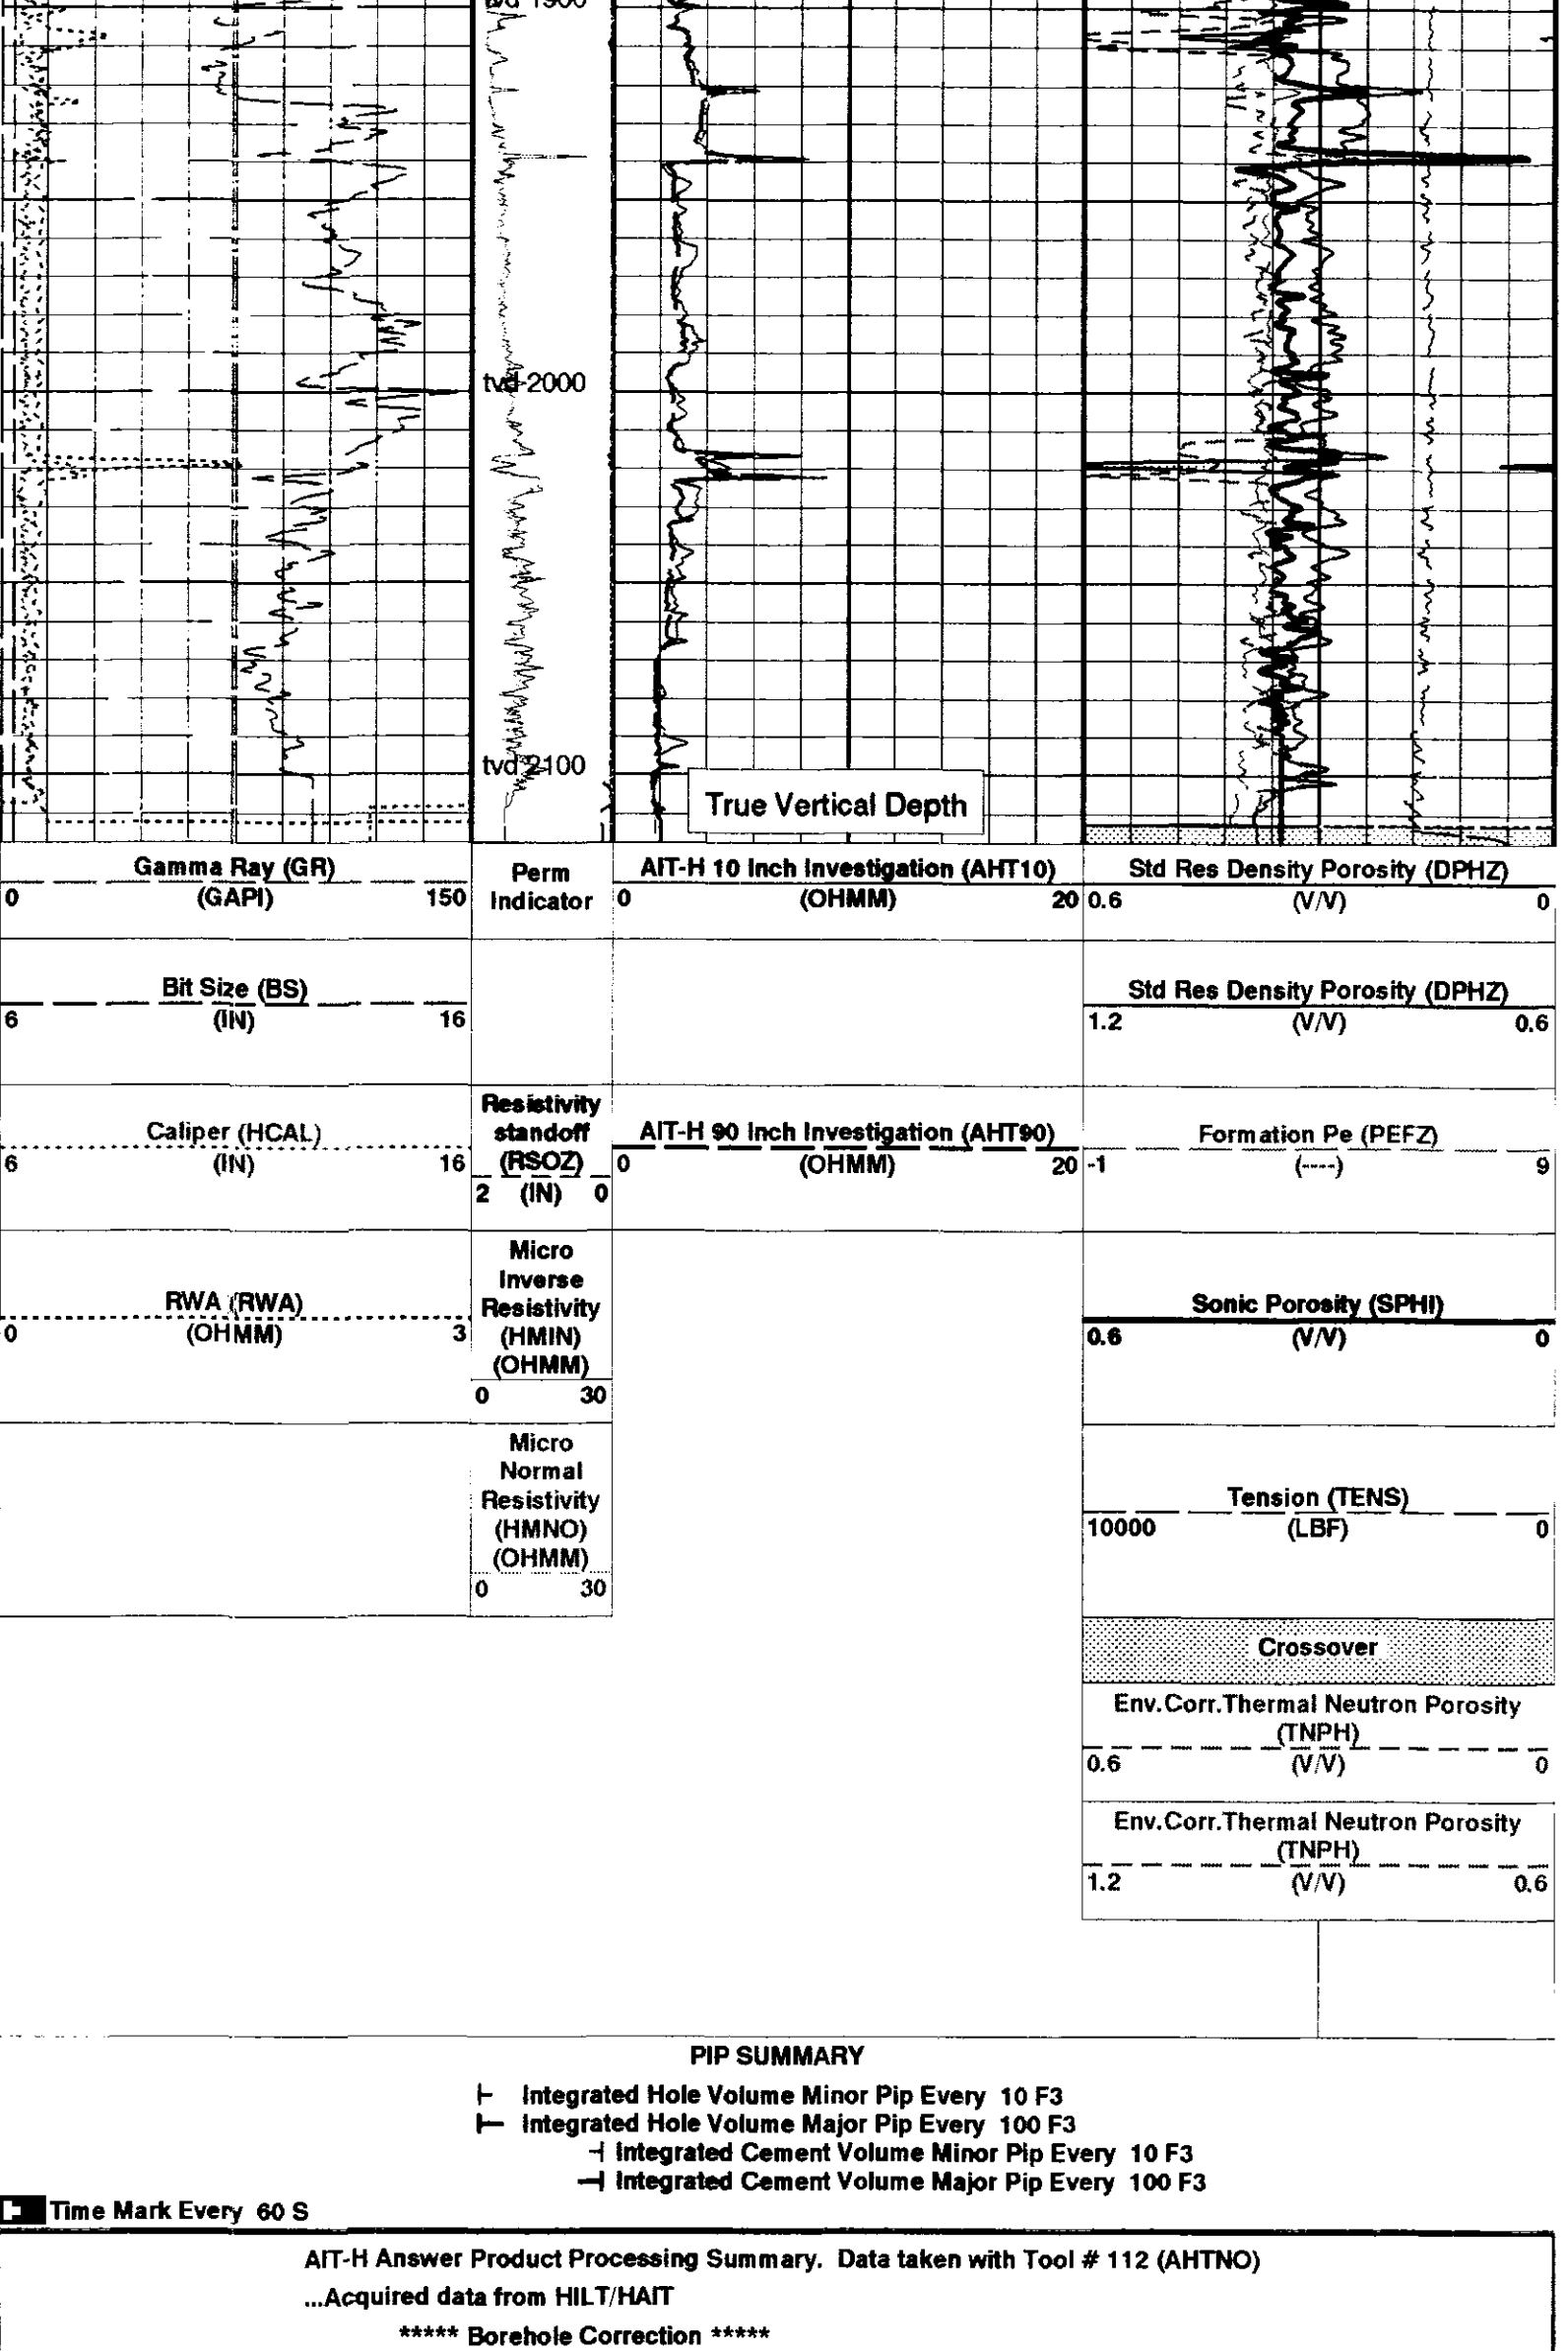 tvd 1900
tvd 2000
tvd 2100
True Vertical Depth
Gamma Ray (GR)
0 (GAPI) 150
Perm
Indicator
AIT-H 10 Inch Investigation (AHT10)
0 (OHMM) 20
Std Res Density Porosity (DPHZ)
0.6 (V/V) 0
Bit Size (BS)
6 (IN) 16
Std Res Density Porosity (DPHZ)
1.2 (V/V) 0.6
Caliper (HCAL)
6 (IN) 16
Resistivity
standoff
(RSOZ)
2 (IN) 0
AIT-H 90 Inch Investigation (AHT90)
0 (OHMM) 20
Formation Pe (PEFZ)
-1 (----) 9
RWA (RWA)
0 (OHMM) 3
Micro
Inverse
Resistivity
(HMIN)
(OHMM)
0 30
Sonic Porosity (SPHI)
0.6 (V/V) 0
Micro
Normal
Resistivity
(HMNO)
(OHMM)
0 30
Tension (TENS)
10000 (LBF) 0
Crossover
Env.Corr.Thermal Neutron Porosity
(TNPH)
0.6 (V/V) 0
Env.Corr.Thermal Neutron Porosity
(TNPH)
1.2 (V/V) 0.6
PIP SUMMARY
Integrated Hole Volume Minor Pip Every 10 F3
Integrated Hole Volume Major Pip Every 100 F3
Integrated Cement Volume Minor Pip Every 10 F3
Integrated Cement Volume Major Pip Every 100 F3
Time Mark Every 60 S
AIT-H Answer Product Processing Summary. Data taken with Tool # 112 (AHTNO)
...Acquired data from HILT/HAIT
***** Borehole Correction *****